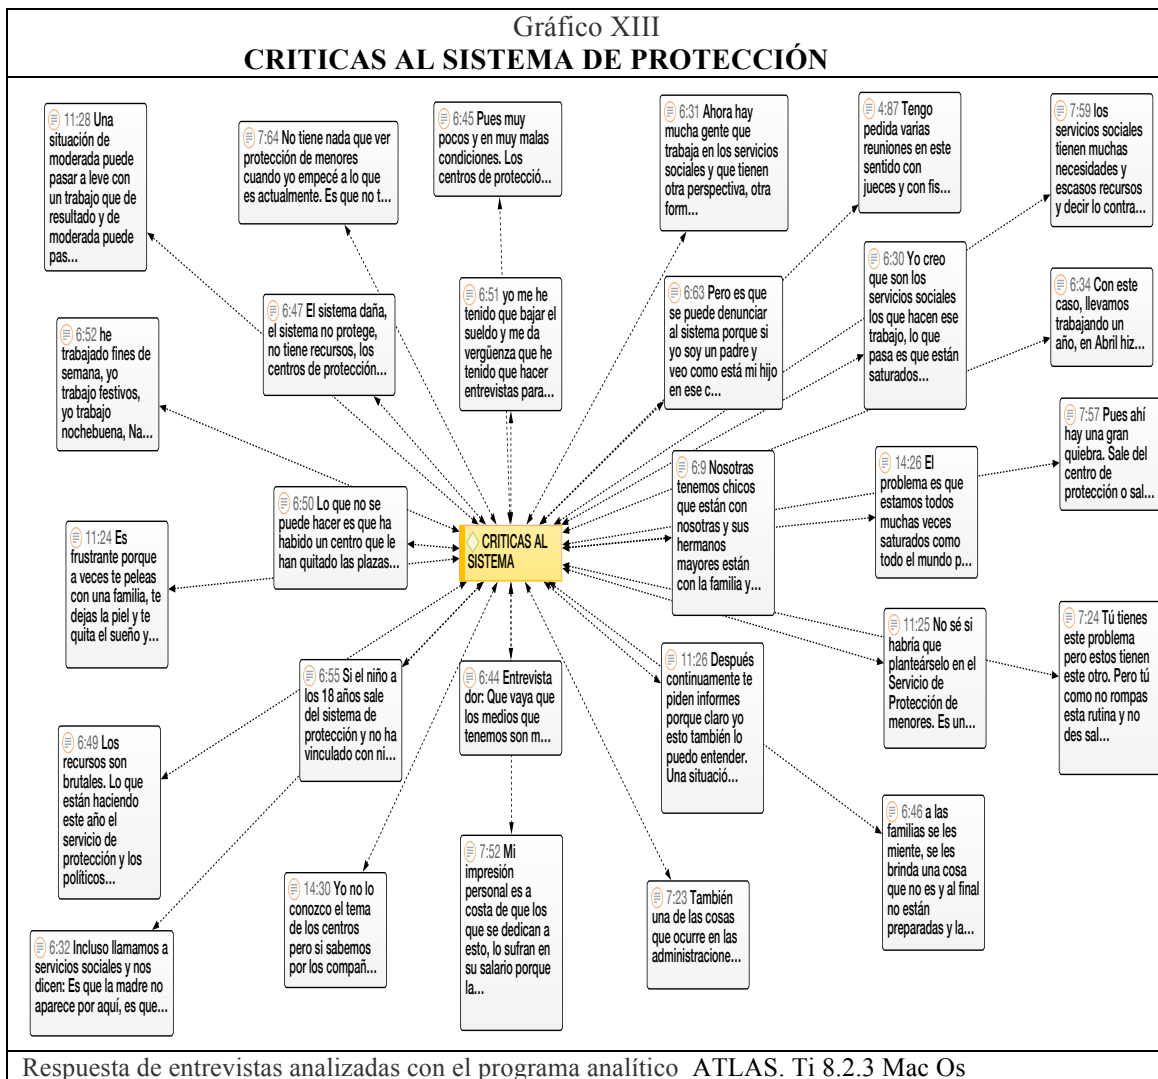 Gráfico XIII
CRITICAS AL SISTEMA DE PROTECCIÓN
11:28 Una
situación de
moderada puede
pasar a leve con
un trabajo que de
resultado y de
moderada puede
pas...
7:64 No tiene nada que ver
protección de menores
cuando yo empecé a lo que
es actualmente. Es que no t...
6:45 Pues muy
pocos y en muy malas
condiciones. Los
centros de protecció...
6:31 Ahora hay
mucha gente que
trabaja en los servicios
sociales y que tienen
otra perspectiva, otra
form...
4:87 Tengo
pedida varias
reuniones en este
sentido con
jueces y con fis...
7:59 los
servicios sociales
tienen muchas
necesidades y
escasos recursos
y decir lo contra...
6:52 he
trabajado fines de
semana, yo
trabajo festivos,
yo trabajo
nochebuena, Na...
6:47 El sistema daña,
el sistema no protege,
no tiene recursos, los
centros de protección...
6:51 yo me he
tenido que bajar el
sueldo y me da
vergüenza que he
tenido que hacer
entrevistas para...
6:63 Pero es que
se puede denunciar
al sistema porque si
yo soy un padre y
veo como está mi hijo
en ese c...
6:30 Yo creo
que son los
servicios sociales
los que hacen ese
trabajo, lo que
pasa es que están
saturados...
6:34 Con este
caso, llevamos
trabajando un
año, en Abril hiz...
11:24 Es
frustrante porque
a veces te peleas
con una familia, te
dejas la piel y te
quita el sueño y...
6:50 Lo que no se
puede hacer es que ha
habido un centro que le
han quitado las plazas...
CRITICAS AL
SISTEMA
6:9 Nosotras
tenemos chicos
que están con
nosotras y sus
hermanos
mayores están
con la familia y...
14:26 El
problema es que
estamos todos
muchas veces
saturados como
todo el mundo p...
7:57 Pues ahí
hay una gran
quiebra. Sale del
centro de
protección o sal...
6:49 Los
recursos son
brutales. Lo que
están haciendo
este año el
servicio de
protección y los
políticos...
6:55 Si el niño a
los 18 años sale
del sistema de
protección y no ha
vinculado con ni...
6:44 Entrevista
dor: Que vaya que
los medios que
tenemos son m...
11:26 Después
continuamente te
piden informes
porque claro yo
esto también lo
puedo entender.
Una situació...
11:25 No sé si
habría que
planteárselo en el
Servicio de
Protección de
menores. Es un...
7:24 Tú tienes
este problema
pero estos tienen
este otro. Pero tú
como no rompas
esta rutina y no
des sal...
6:32 Incluso llamamos a
servicios sociales y nos
dicen: Es que la madre no
aparece por aquí, es que...
14:30 Yo no lo
conozco el tema
de los centros
pero si sabemos
por los compañ...
7:52 Mi
impresión
personal es a
costa de que los
que se dedican a
esto, lo sufran en
su salario porque
la...
7:23 También
una de las cosas
que ocurre en las
administracione...
6:46 a las
familias se les
miente, se les
brinda una cosa
que no es y al final
no están
preparadas y la...
Respuesta de entrevistas analizadas con el programa analítico ATLAS. Ti 8.2.3 Mac Os